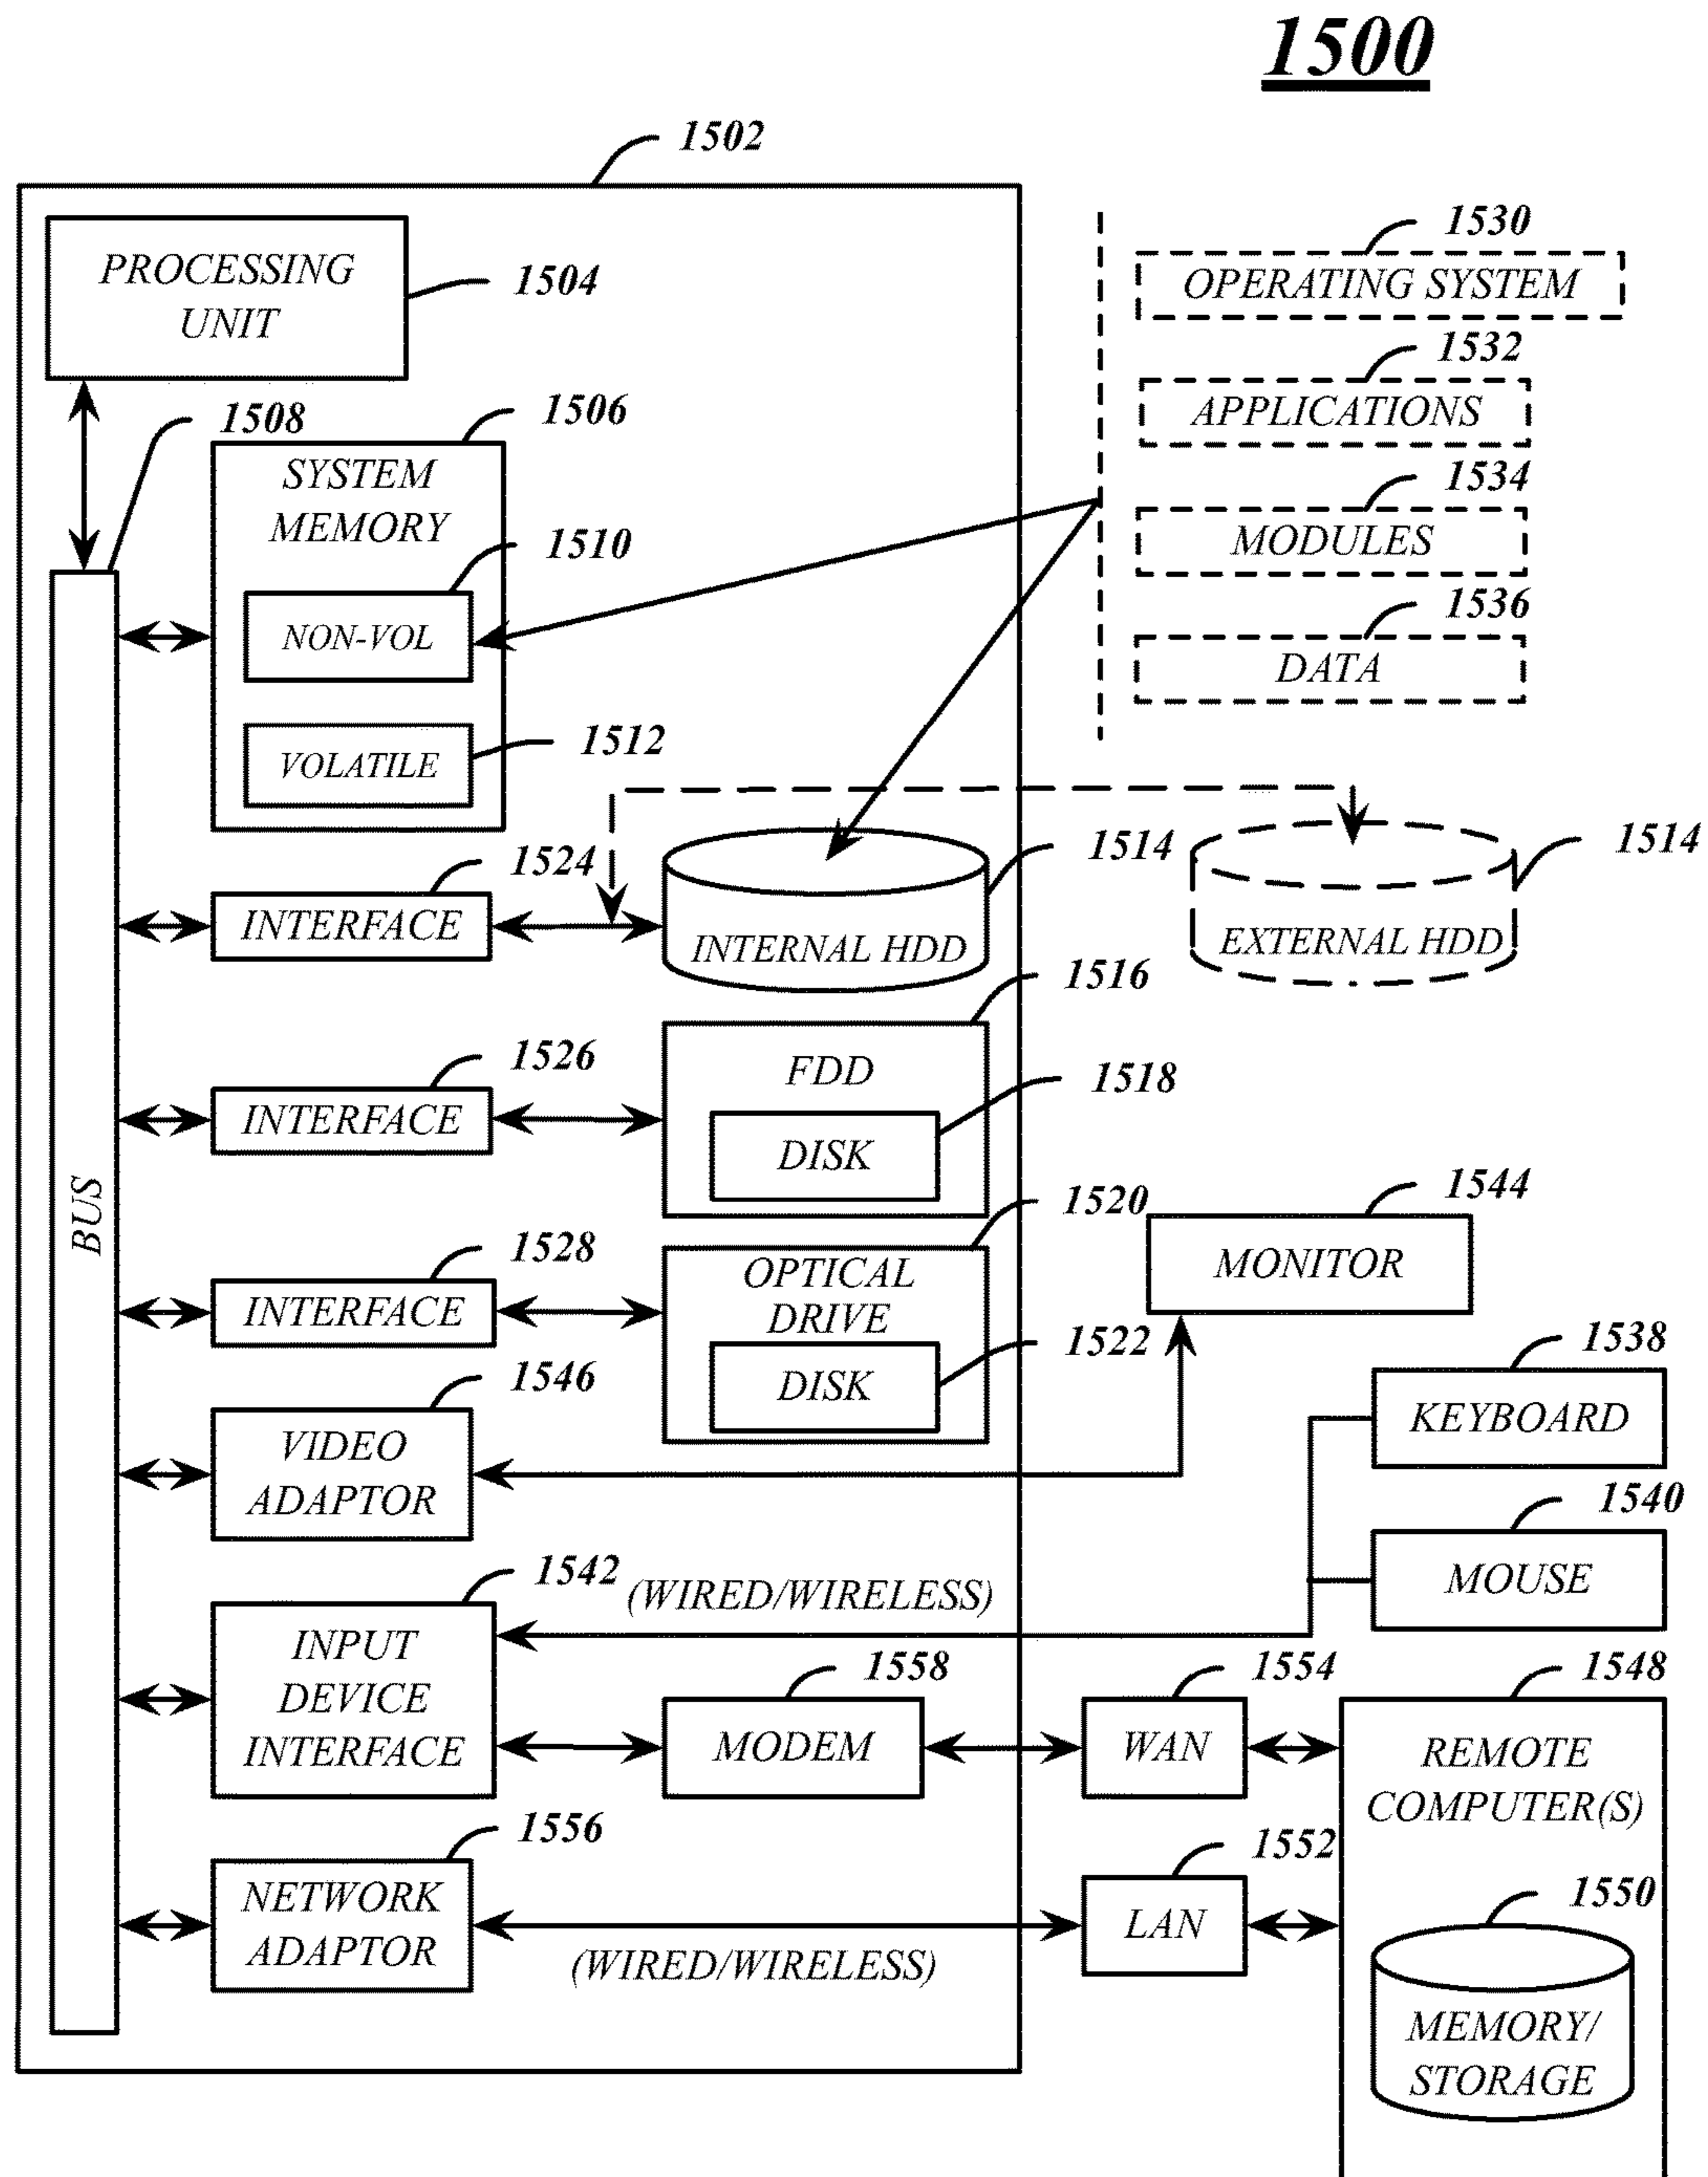 1500
1502
PROCESSING
UNIT
1504
1530
OPERATING SYSTEM
1532
APPLICATIONS
1534
MODULES
1536
DATA
1508
1506
SYSTEM
MEMORY
1510
NON-VOL
1512
VOLATILE
1524
INTERFACE
1514
INTERNAL HDD
1514
EXTERNAL HDD
1516
FDD
1526
INTERFACE
1518
DISK
BUS
1520
OPTICAL
DRIVE
1528
INTERFACE
1522
DISK
1544
MONITOR
1546
VIDEO
ADAPTOR
1538
KEYBOARD
1540
MOUSE
1542
(WIRED/WIRELESS)
INPUT
DEVICE
INTERFACE
1558
MODEM
1554
WAN
1548
REMOTE
COMPUTER(S)
1556
NETWORK
ADAPTOR
(WIRED/WIRELESS)
1552
LAN
1550
MEMORY/
STORAGE